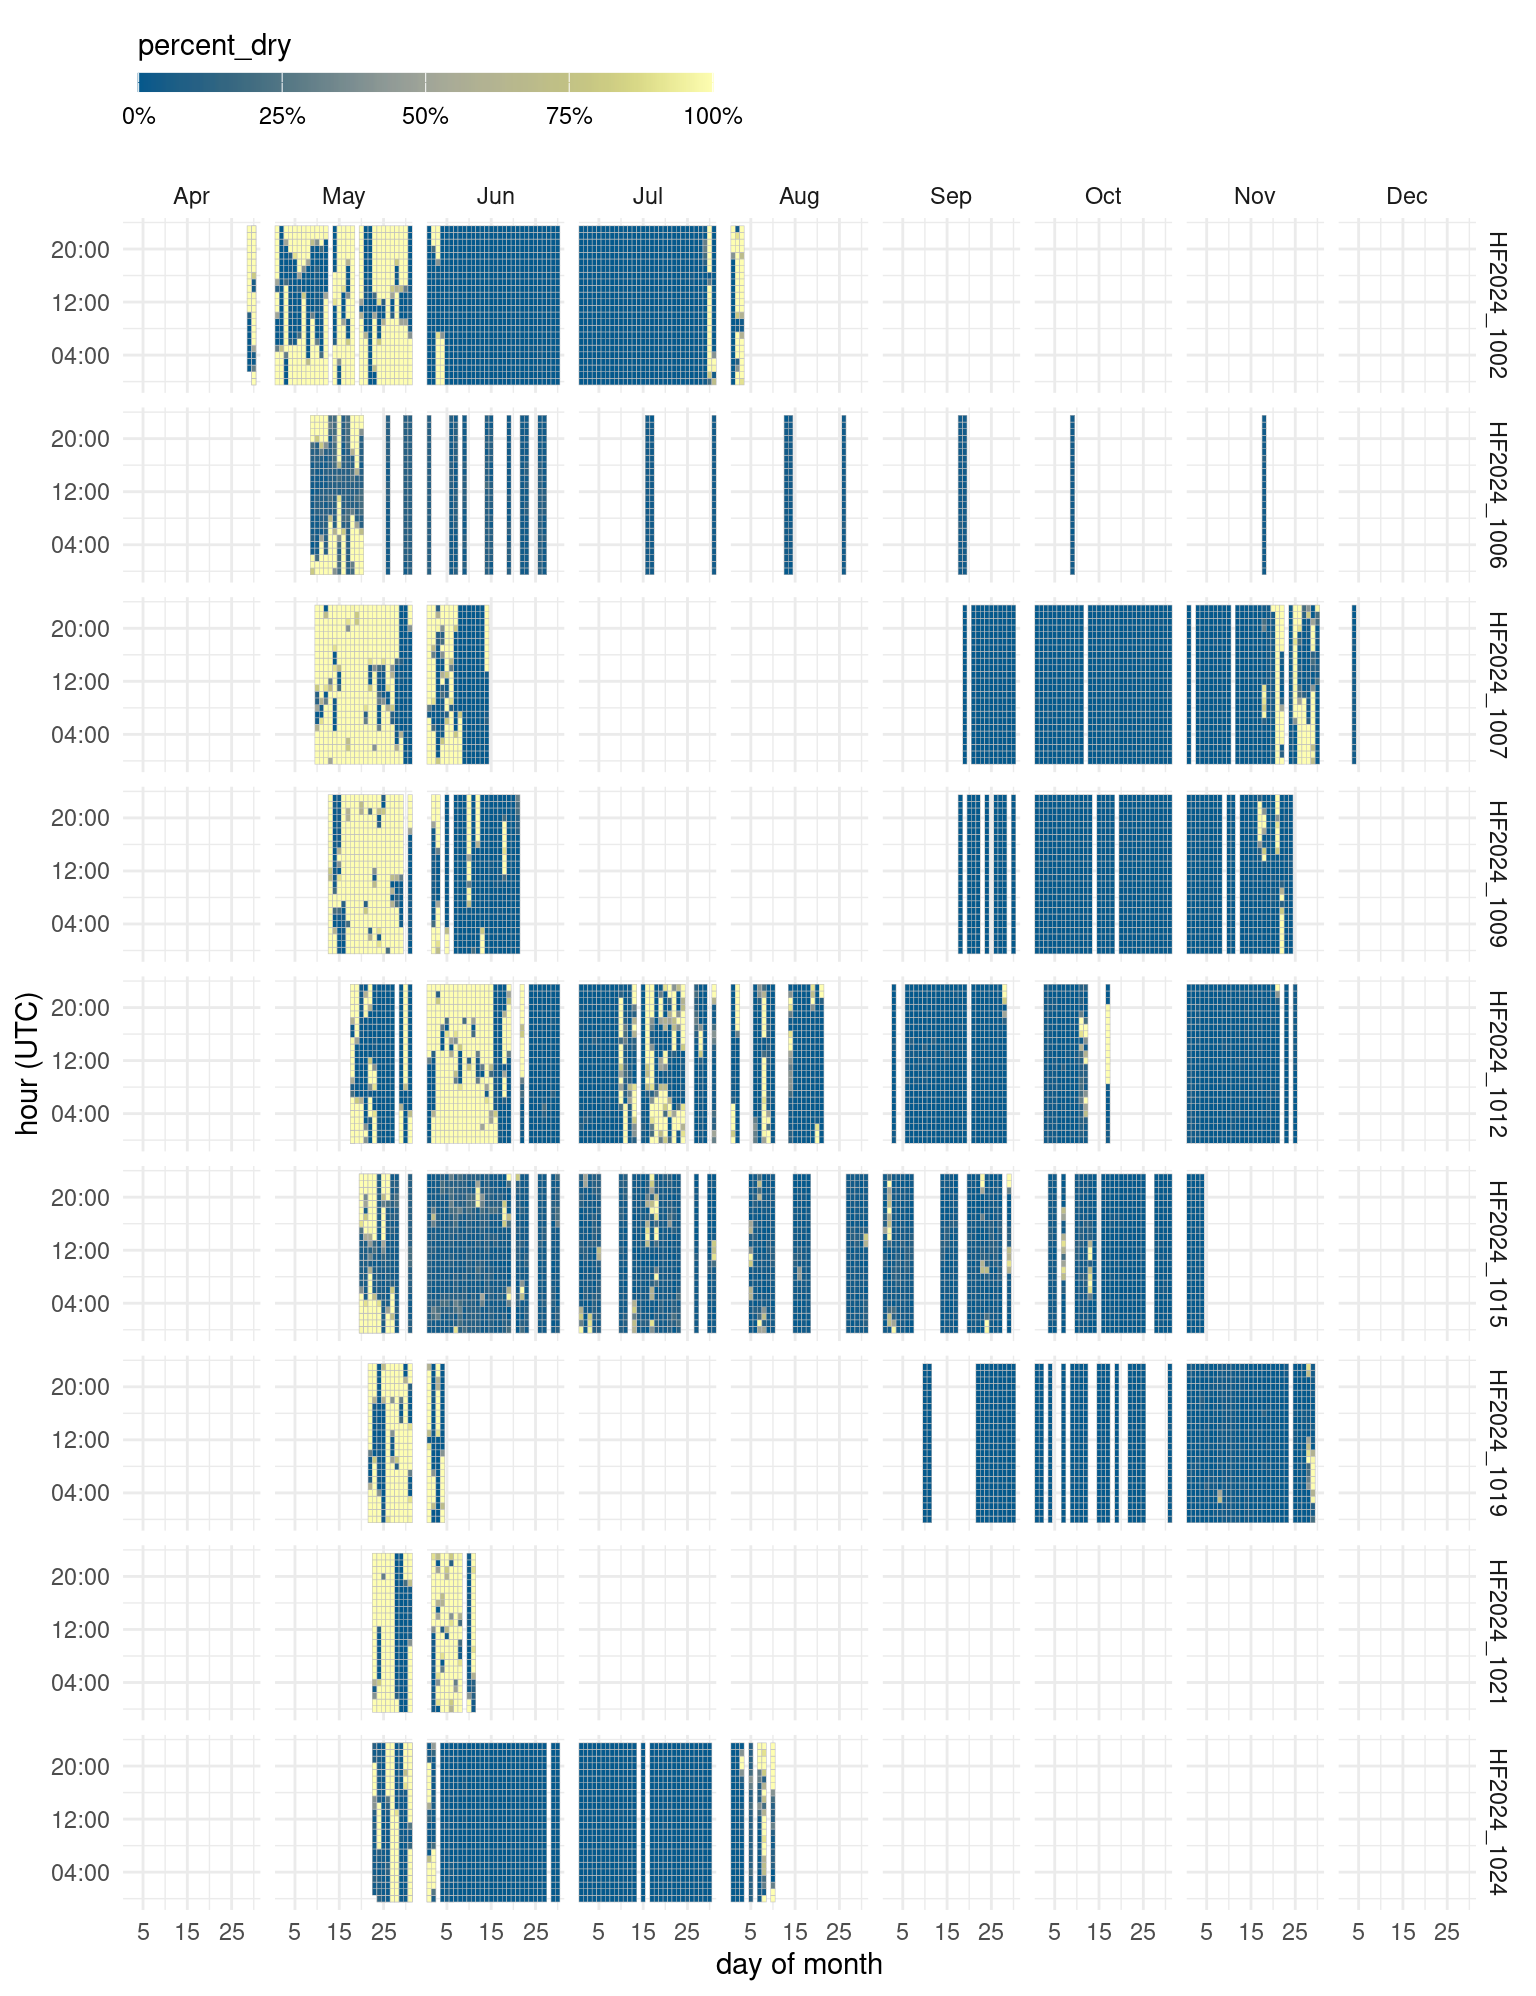 percent_dry
0% 25% 50% 75% 100%
Apr May Jun Jul Aug Sep Oct Nov Dec
20:00
12:00
04:00
HF2024_1002
20:00
12:00
04:00
HF2024_1006
20:00
12:00
04:00
HF2024_1007
20:00
12:00
04:00
HF2024_1009
hour (UTC)
20:00
12:00
04:00
HF2024_1012
20:00
12:00
04:00
HF2024_1015
20:00
12:00
04:00
HF2024_1019
20:00
12:00
04:00
HF2024_1021
20:00
12:00
04:00
HF2024_1024
5 15 25 5 15 25 5 15 25 5 15 25 5 15 25 5 15 25 5 15 25 5 15 25 5 15 25
day of month